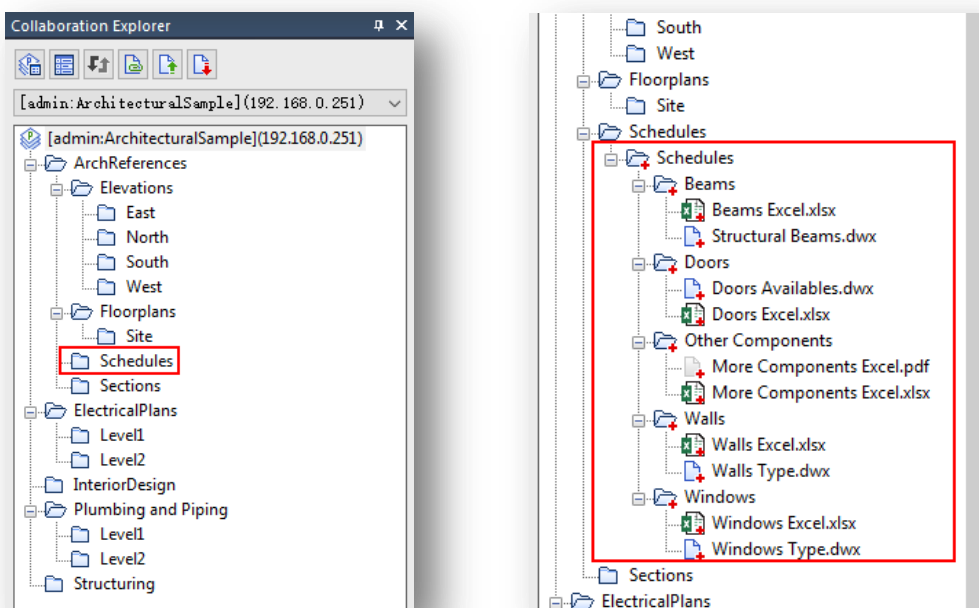 Collaboration Explorer
[admin:ArchitecturalSample](192.168.0.251)
[admin:ArchitecturalSample](192.168.0.251)
ArchReferences
Elevations
East
North
South
West
Floorplans
Site
Schedules
Sections
ElectricalPlans
Level1
Level2
InteriorDesign
Plumbing and Piping
Level1
Level2
Structuring
South
West
Floorplans
Site
Schedules
Schedules
Beams
Beams Excel.xlsx
Structural Beams.dwx
Doors
Doors Availables.dwx
Doors Excel.xlsx
Other Components
More Components Excel.pdf
More Components Excel.xlsx
Walls
Walls Excel.xlsx
Walls Type.dwx
Windows
Windows Excel.xlsx
Windows Type.dwx
Sections
ElectricalPlans